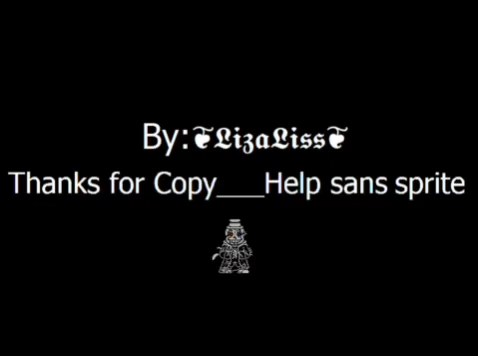 By:❦𝕷𝖎𝖟𝖆𝕷𝖎𝖘𝖘❦
Thanks for Copy___Help sans sprite